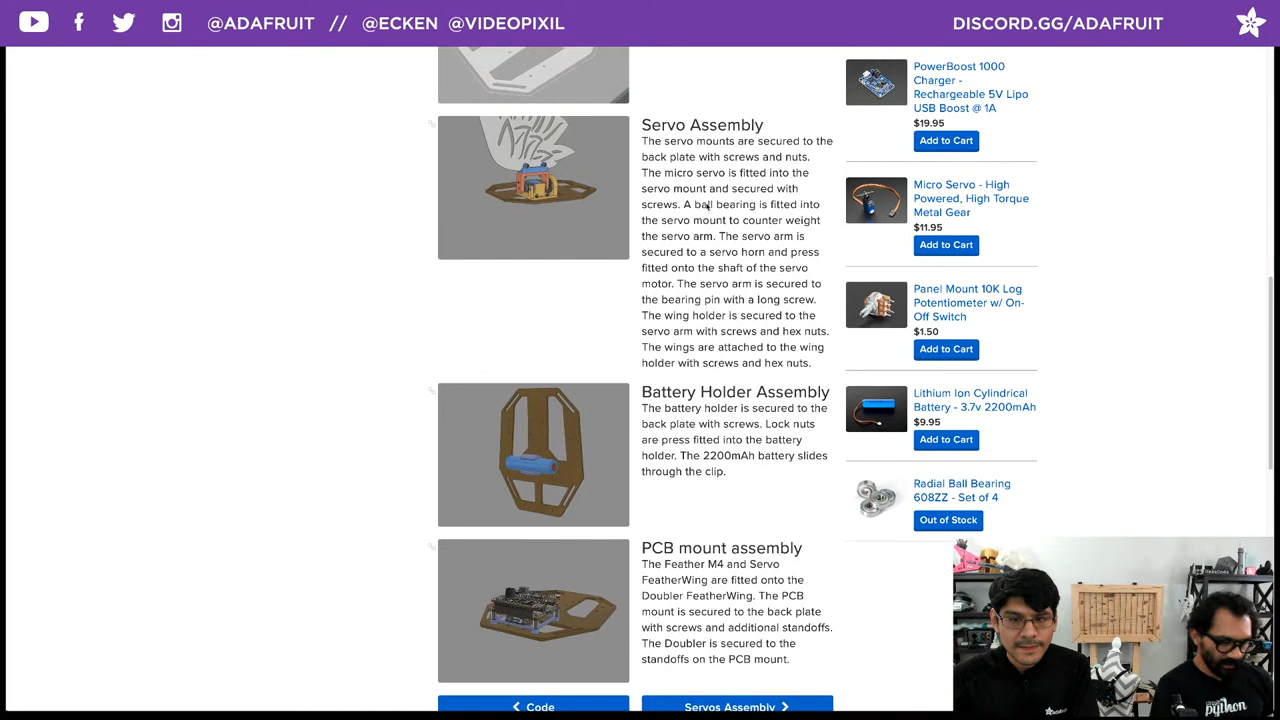 @ADAFRUIT // @ECKEN @VIDEOPIXIL
DISCORD.GG/ADAFRUIT
Servo Assembly
The servo mounts are secured to the
back plate with screws and nuts.
The micro servo is fitted into the
servo mount and secured with
screws. A ball bearing is fitted into
the servo mount to counter weight
the servo arm. The servo arm is
secured to a servo horn and press
fitted onto the shaft of the servo
motor. The servo arm is secured to
the bearing pin with a long screw.
The wing holder is secured to the
servo arm with screws and hex nuts.
The wings are attached to the wing
holder with screws and hex nuts.
Battery Holder Assembly
The battery holder is secured to the
back plate with screws. Lock nuts
are press fitted into the battery
holder. The 2200mAh battery slides
through the clip.
PCB mount assembly
The Feather M4 and Servo
FeatherWing are fitted onto the
Doubler FeatherWing. The PCB
mount is secured to the back plate
with screws and additional standoffs.
The Doubler is secured to the
standoffs on the PCB mount.
Code
Servos Assembly
PowerBoost 1000
Charger -
Rechargeable 5V Lipo
USB Boost @ 1A
$19.95
Add to Cart
Micro Servo - High
Powered, High Torque
Metal Gear
$11.95
Add to Cart
Panel Mount 10K Log
Potentiometer w/ On-
Off Switch
$1.50
Add to Cart
Lithium Ion Cylindrical
Battery - 3.7v 2200mAh
$9.95
Add to Cart
Radial Ball Bearing
608ZZ - Set of 4
Out of Stock
python